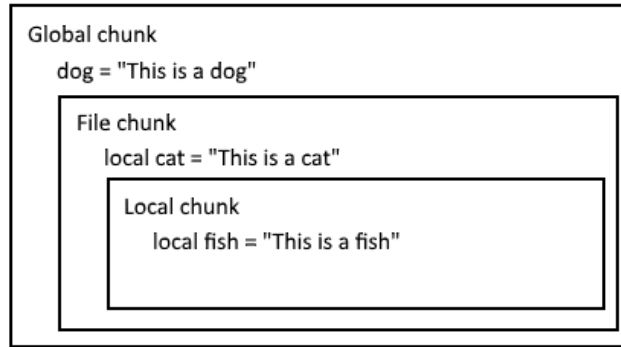 Global chunk
dog = "This is a dog"
File chunk
local cat = "This is a cat"
Local chunk
local fish = "This is a fish"